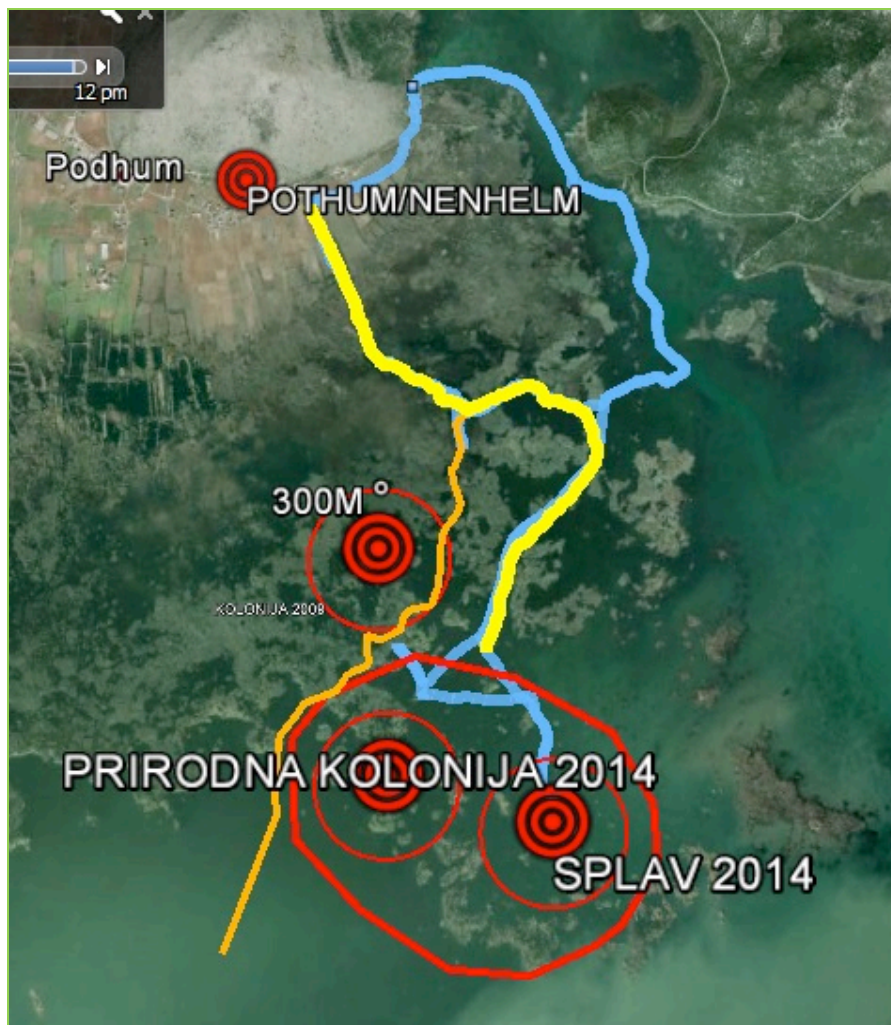 12 pm
Podhum
POTHUM/NENHELM
300M °
KOLONIJA 2009
PRIRODNA KOLONIJA 2014
SPLAV 2014